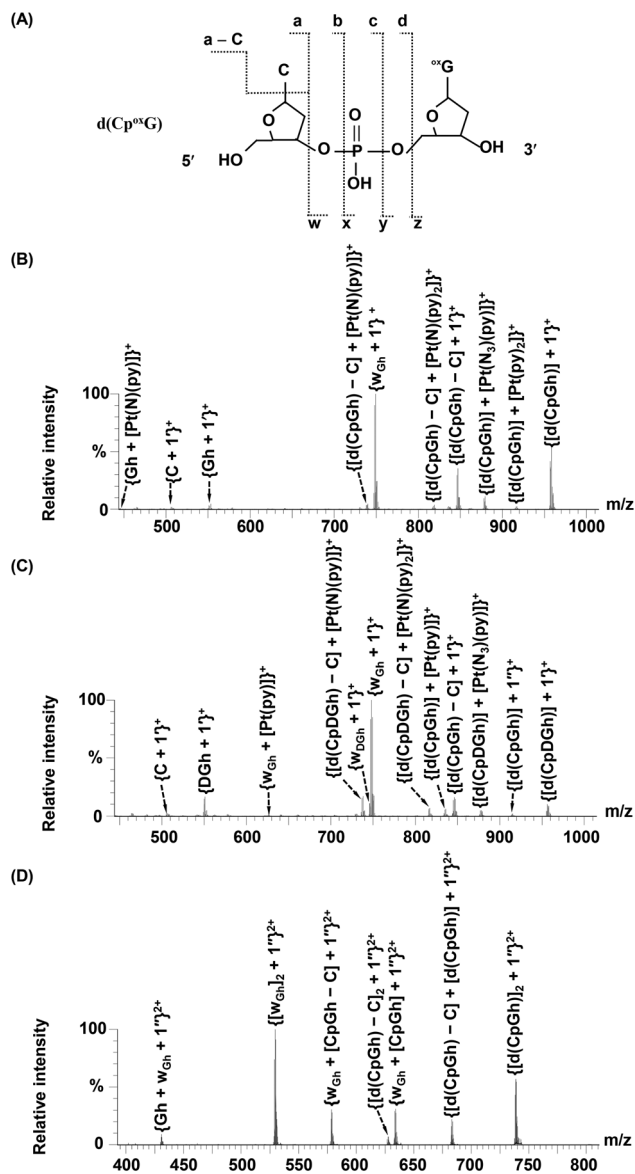 (A)
a b c d
a – C
C
oxG
d(CpoxG)
O
O
O
P
O
O
5′
HO
OH
OH
3′
w x y z
(B)
{Gh + [Pt(N)(py)]}+
{C + 1′}+
{Gh + 1′}+
{[d(CpGh) – C] + [Pt(N)(py)]}+
{wGh + 1′}+
{[d(CpGh) – C] + [Pt(N)(py)2]}+
{[d(CpGh) – C] + 1′}+
{[d(CpGh)] + [Pt(N3)(py)]}+
{[d(CpGh)] + [Pt(py)2]}+
{[d(CpGh)] + 1′}+
Relative intensity
100
%
0
500 600 700 800 900 1000
m/z
(C)
{C + 1′}+
{DGh + 1′}+
{wGh + [Pt(py)]}+
{[d(CpDGh) – C] + [Pt(N)(py)]}+
{wDGh + 1′}+
{wGh + 1′}+
{[d(CpDGh) – C] + [Pt(N)(py)2]}+
{[d(CpGh)] + [Pt(py)]}+
{[d(CpGh) – C] + 1′}+
{[d(CpDGh)] + [Pt(N3)(py)]}+
{[d(CpGh)] + 1″}+
{[d(CpDGh)] + 1′}+
Relative intensity
100
%
0
500 600 700 800 900 1000
m/z
(D)
{Gh + wGh + 1″}2+
{[wGh]2 + 1″}2+
{wGh + [CpGh – C] + 1″}2+
{[d(CpGh) – C]2 + 1″}2+
{wGh + [CpGh] + 1″}2+
{[d(CpGh) – C] + [d(CpGh)] + 1″}2+
{[d(CpGh)]2 + 1″}2+
Relative intensity
100
%
0
400 450 500 550 600 650 700 750 800
m/z